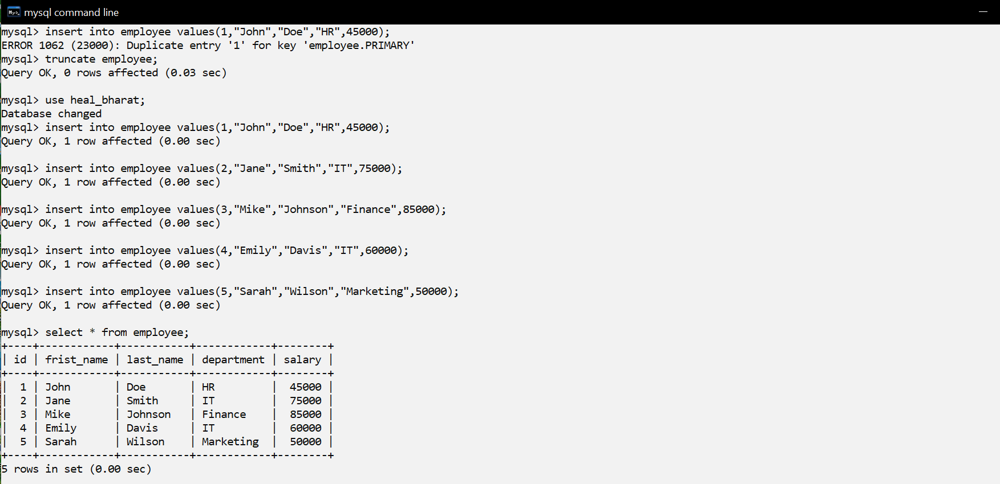 mysql command line
mysql> insert into employee values(1,"John","Doe","HR",45000);
ERROR 1062 (23000): Duplicate entry '1' for key 'employee.PRIMARY'
mysql> truncate employee;
Query OK, 0 rows affected (0.03 sec)
mysql> use heal_bharat;
Database changed
mysql> insert into employee values(1,"John","Doe","HR",45000);
Query OK, 1 row affected (0.00 sec)
mysql> insert into employee values(2,"Jane","Smith","IT",75000);
Query OK, 1 row affected (0.00 sec)
mysql> insert into employee values(3,"Mike","Johnson","Finance",85000);
Query OK, 1 row affected (0.00 sec)
mysql> insert into employee values(4,"Emily","Davis","IT",60000);
Query OK, 1 row affected (0.00 sec)
mysql> insert into employee values(5,"Sarah","Wilson","Marketing",50000);
Query OK, 1 row affected (0.00 sec)
mysql> select * from employee;
+----+------------+-----------+------------+--------+
| id | frist_name | last_name | department | salary |
+----+------------+-----------+------------+--------+
|  1 | John       | Doe       | HR         |  45000 |
|  2 | Jane       | Smith     | IT         |  75000 |
|  3 | Mike       | Johnson   | Finance    |  85000 |
|  4 | Emily      | Davis     | IT         |  60000 |
|  5 | Sarah      | Wilson    | Marketing  |  50000 |
+----+------------+-----------+------------+--------+
5 rows in set (0.00 sec)